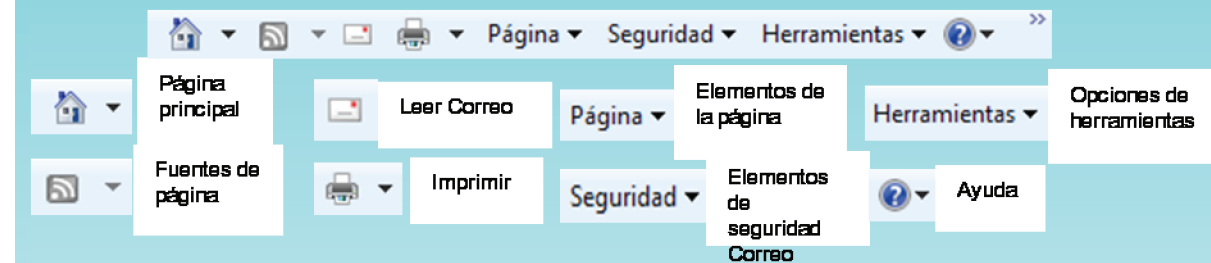 Página Seguridad Herramientas »
Página
principal
Leer Correo
Página
Elementos de
la página
Herramientas
Opciones de
herramientas
Fuentes de
página
Imprimir
Seguridad
Elementos
de
seguridad
Correo
? Ayuda